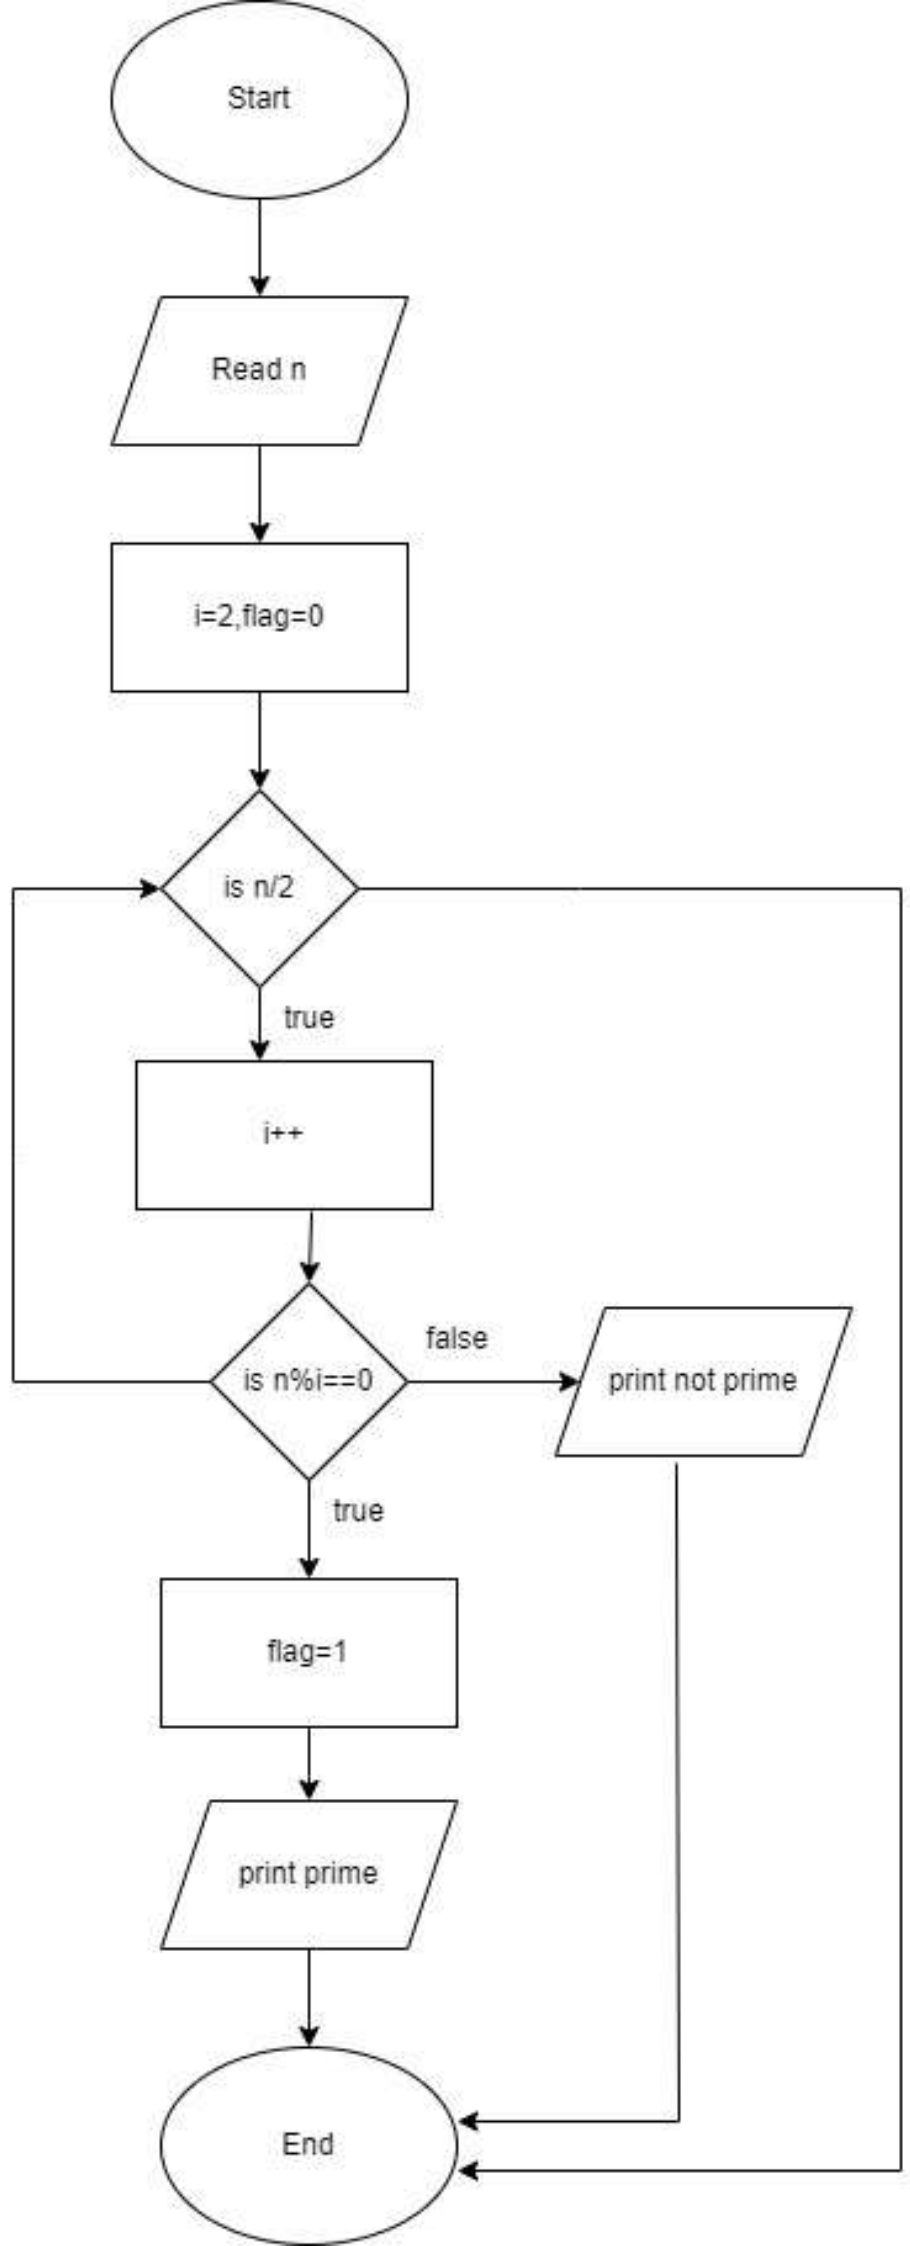 Start
Read n
i=2,flag=0
is n/2
true
i++
is n%i==0
false
print not prime
true
flag=1
print prime
End